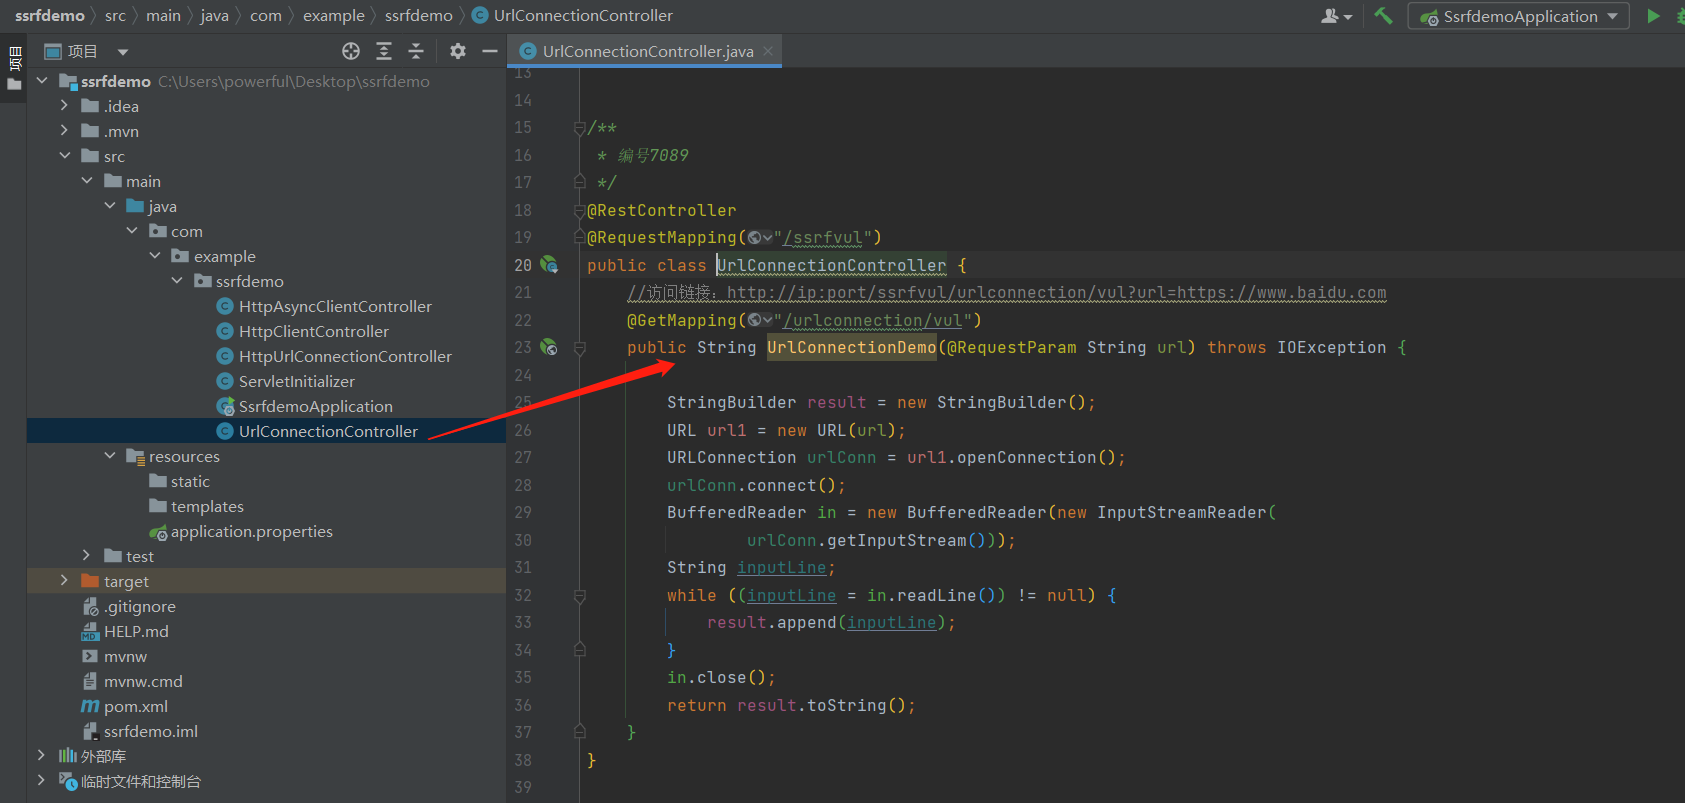 ssrfdemo > src > main > java > com > example > ssrfdemo > UrlConnectionController
SsrfdemoApplication
项目
项目
ssrfdemo C:\Users\powerful\Desktop\ssrfdemo
.idea
.mvn
src
main
java
com
example
ssrfdemo
HttpAsyncClientController
HttpClientController
HttpUrlConnectionController
ServletInitializer
SsrfdemoApplication
UrlConnectionController
resources
static
templates
application.properties
test
target
.gitignore
HELP.md
mvnw
mvnw.cmd
pom.xml
ssrfdemo.iml
外部库
临时文件和控制台
UrlConnectionController.java
13
14
15 /**
16 * 编号7089
17 */
18 @RestController
19 @RequestMapping("/ssrfvul")
20 public class UrlConnectionController {
21 //访问链接：http://ip:port/ssrfvul/urlconnection/vul?url=https://www.baidu.com
22 @GetMapping("/urlconnection/vul")
23 public String UrlConnectionDemo(@RequestParam String url) throws IOException {
24
25 StringBuilder result = new StringBuilder();
26 URL url1 = new URL(url);
27 URLConnection urlConn = url1.openConnection();
28 urlConn.connect();
29 BufferedReader in = new BufferedReader(new InputStreamReader(
30 urlConn.getInputStream()));
31 String inputLine;
32 while ((inputLine = in.readLine()) != null) {
33 result.append(inputLine);
34 }
35 in.close();
36 return result.toString();
37 }
38 }
39